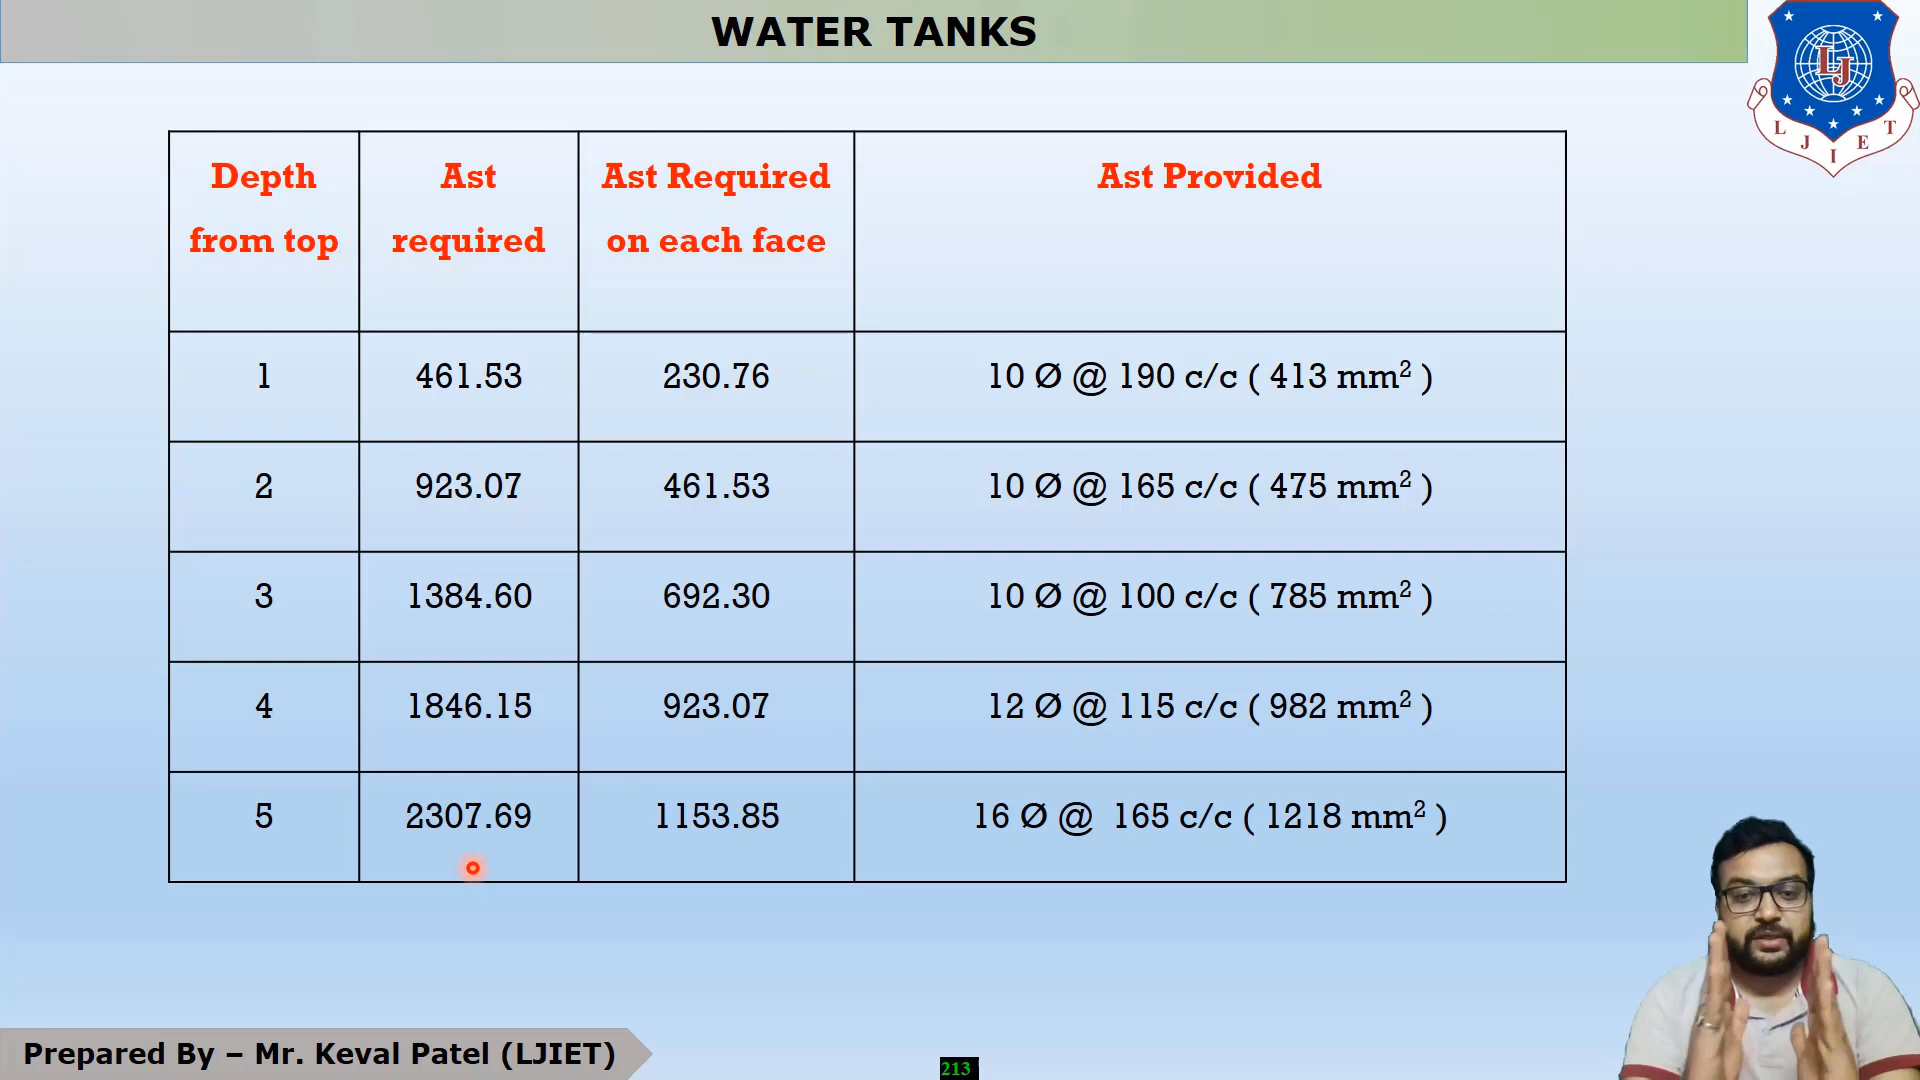 WATER TANKS
LJ
L J I E T
Depth from top Ast required Ast Required on each face Ast Provided
1 461.53 230.76 10 Ø @ 190 c/c ( 413 mm² )
2 923.07 461.53 10 Ø @ 165 c/c ( 475 mm² )
3 1384.60 692.30 10 Ø @ 100 c/c ( 785 mm² )
4 1846.15 923.07 12 Ø @ 115 c/c ( 982 mm² )
5 2307.69 1153.85 16 Ø @ 165 c/c ( 1218 mm² )
Prepared By – Mr. Keval Patel (LJIET)
213